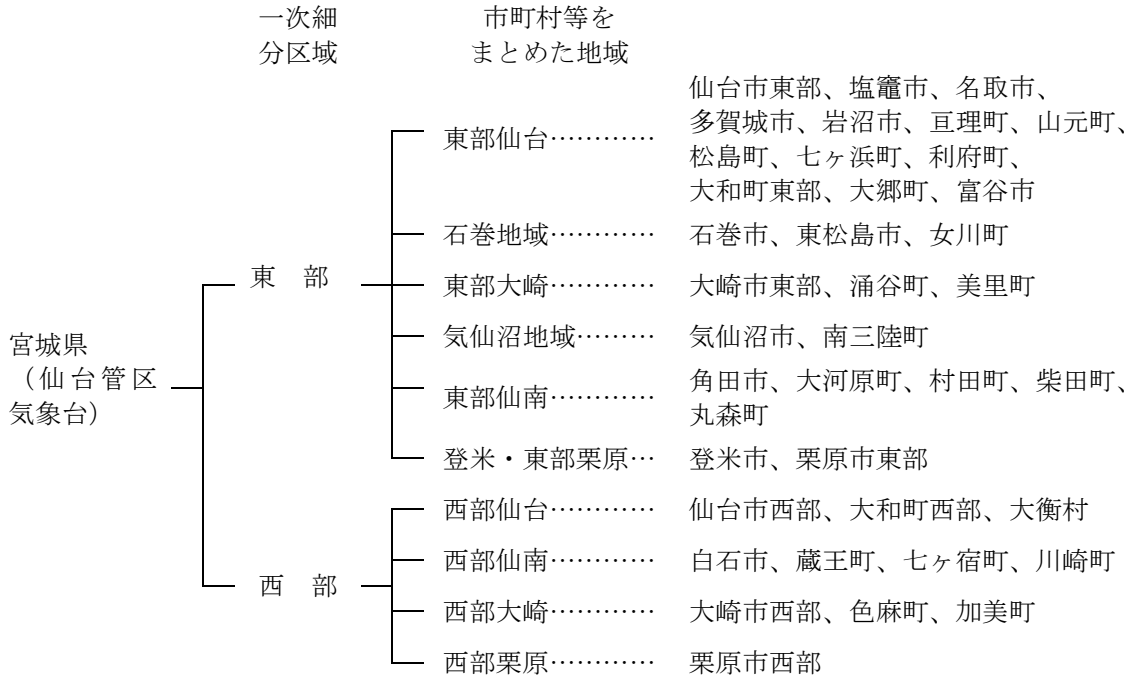 一次細
分区域
市町村等を
まとめた地域
宮城県
（仙台管区
気象台）
東　部
東部仙台…………
仙台市東部、塩竈市、名取市、
多賀城市、岩沼市、亘理町、山元町、
松島町、七ヶ浜町、利府町、
大和町東部、大郷町、富谷市
石巻地域…………　石巻市、東松島市、女川町
東部大崎…………　大崎市東部、涌谷町、美里町
気仙沼地域………　気仙沼市、南三陸町
東部仙南…………
角田市、大河原町、村田町、柴田町、
丸森町
登米・東部栗原…　登米市、栗原市東部
西　部
西部仙台…………　仙台市西部、大和町西部、大衡村
西部仙南…………　白石市、蔵王町、七ヶ宿町、川崎町
西部大崎…………　大崎市西部、色麻町、加美町
西部栗原…………　栗原市西部